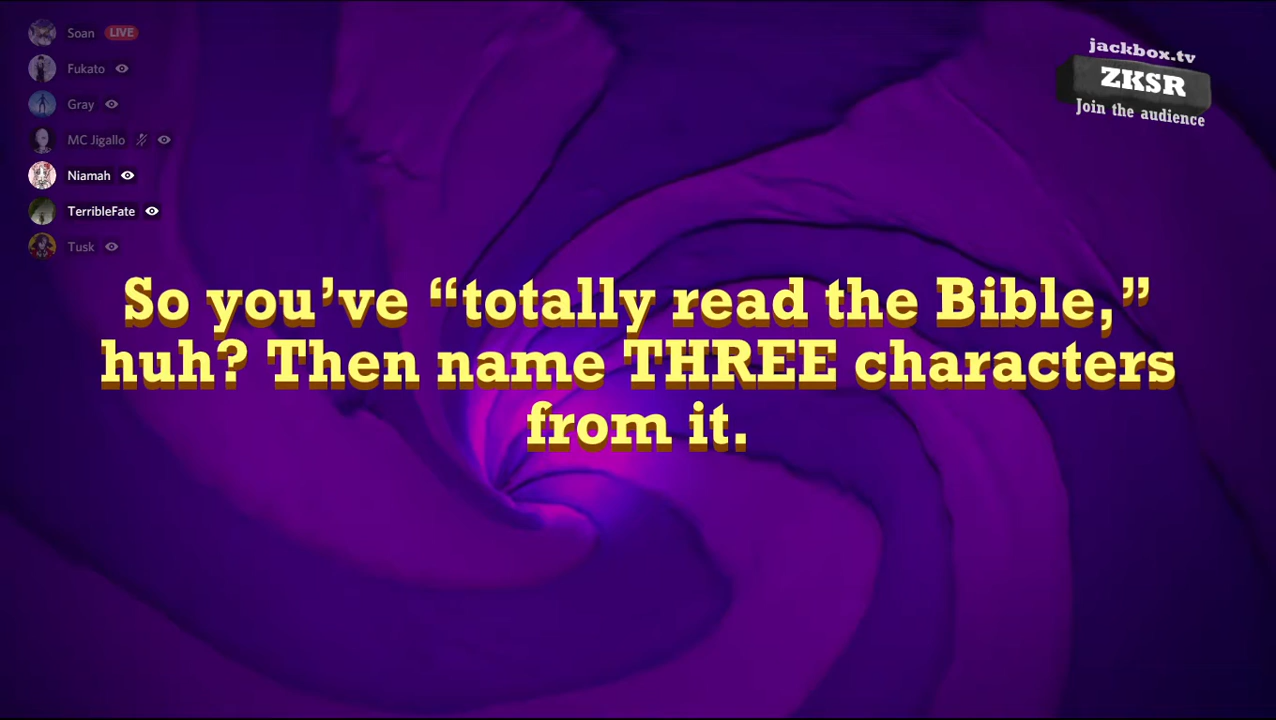 Soan LIVE
Fukato
Gray
MC Jigallo
Niamah
TerribleFate
Tusk
jackbox.tv
ZKSR
Join the audience
So you’ve “totally read the Bible,”
huh? Then name THREE characters
from it.